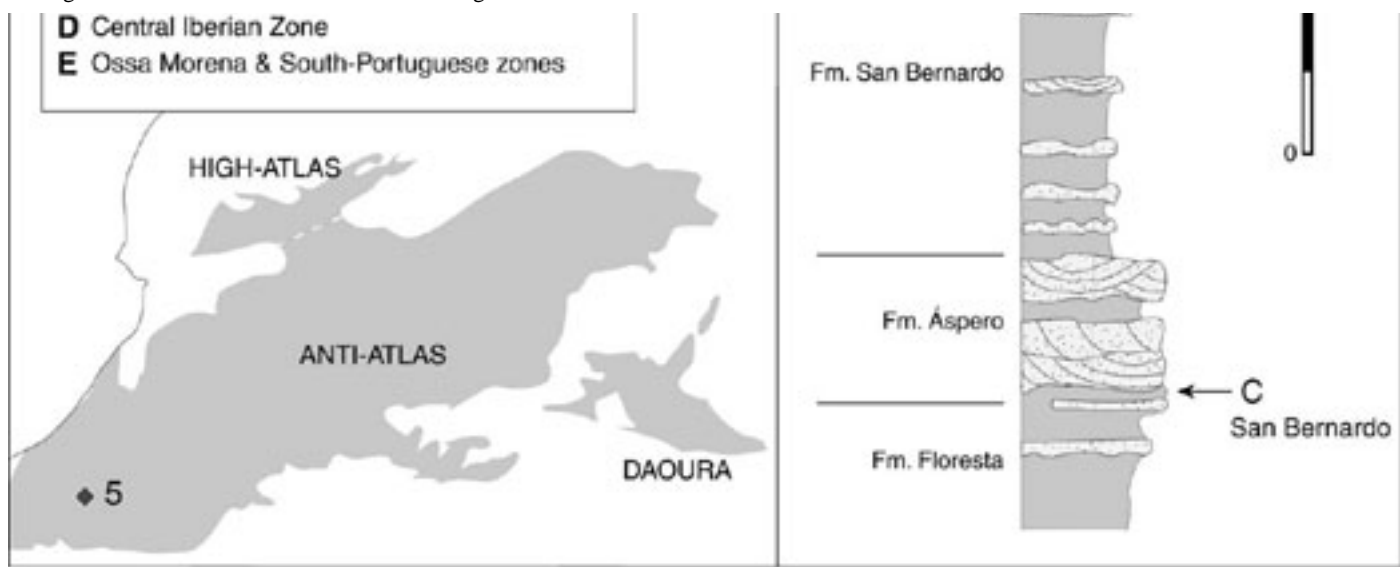 D Central Iberian Zone
E Ossa Morena & South-Portuguese zones
HIGH-ATLAS
ANTI-ATLAS
DAOURA
5
Fm. San Bernardo
0
Fm. Áspero
C
San Bernardo
Fm. Floresta